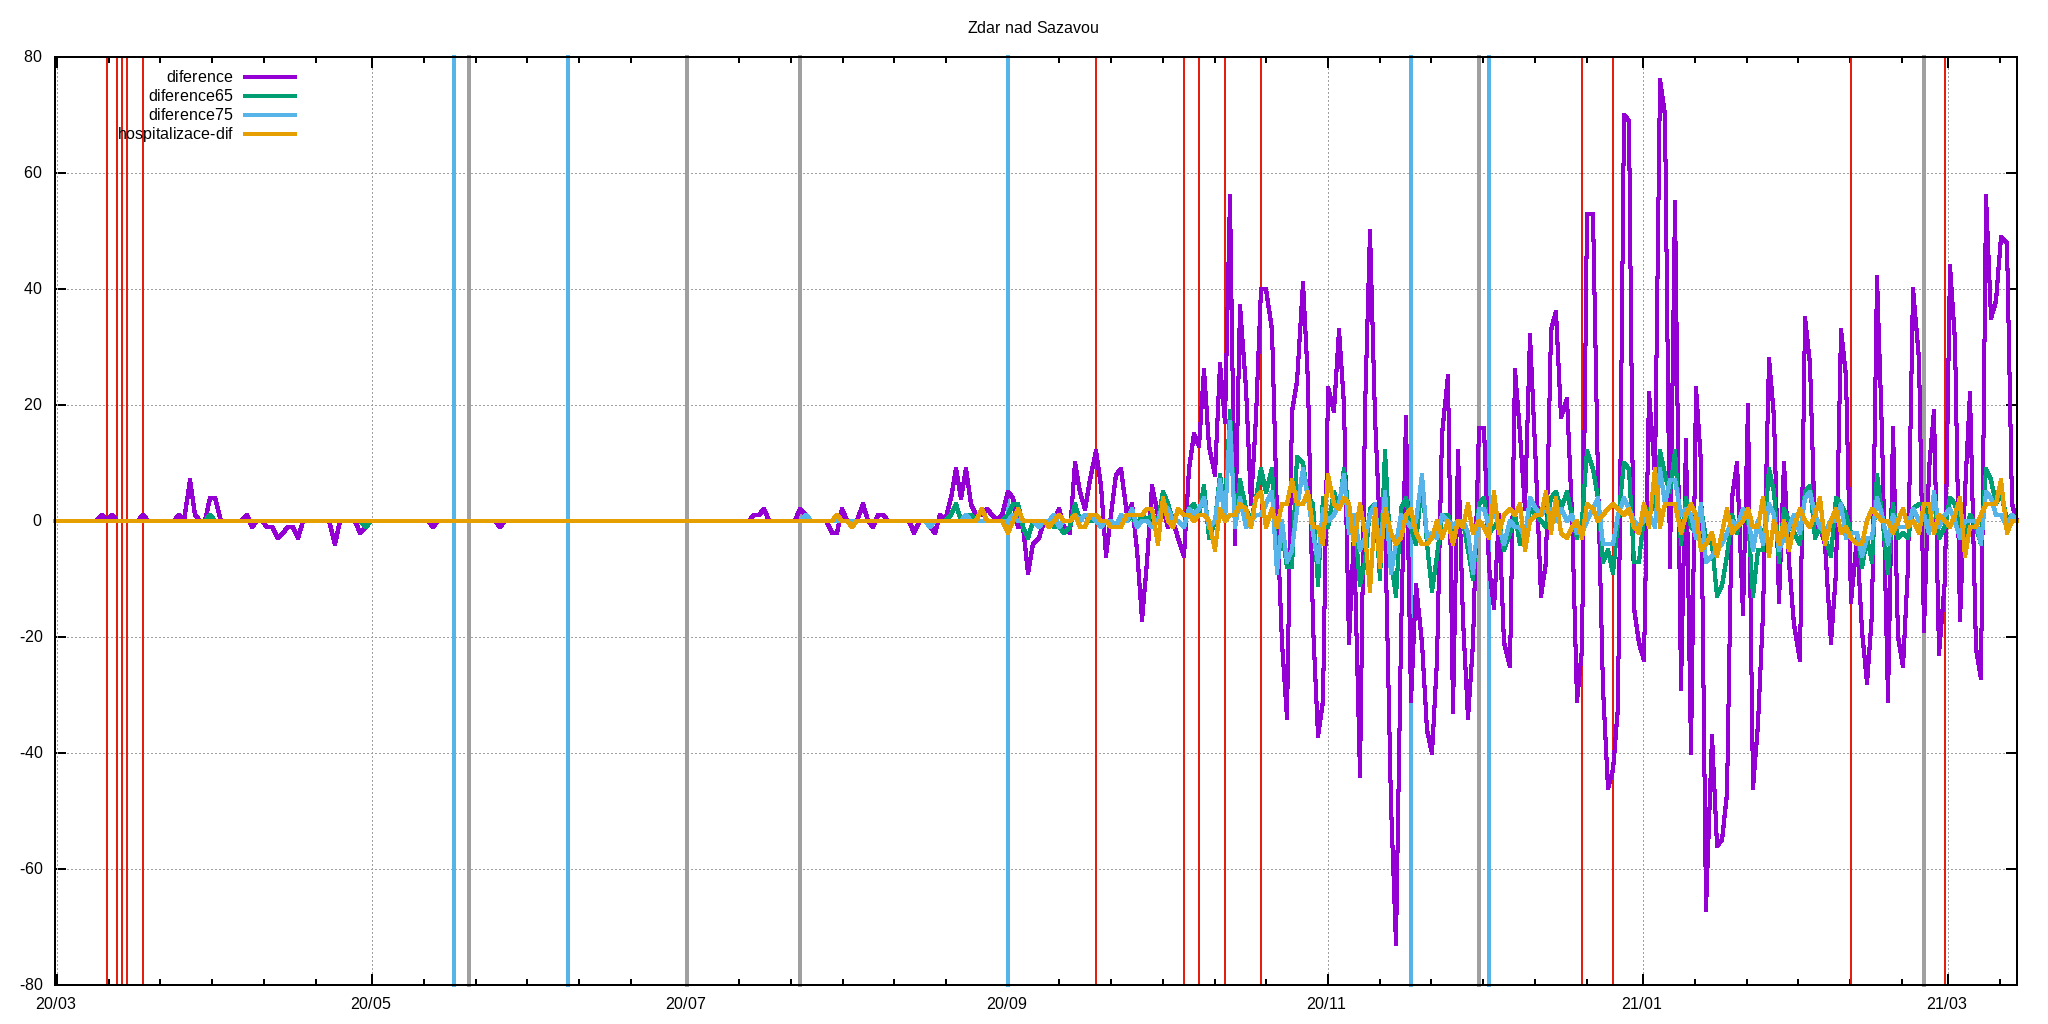 Zdar nad Sazavou
80
60
40
20
0
-20
-40
-60
-80
diference
diference65
diference75
hospitalizace-dif
20/03 20/05 20/07 20/09 20/11 21/01 21/03